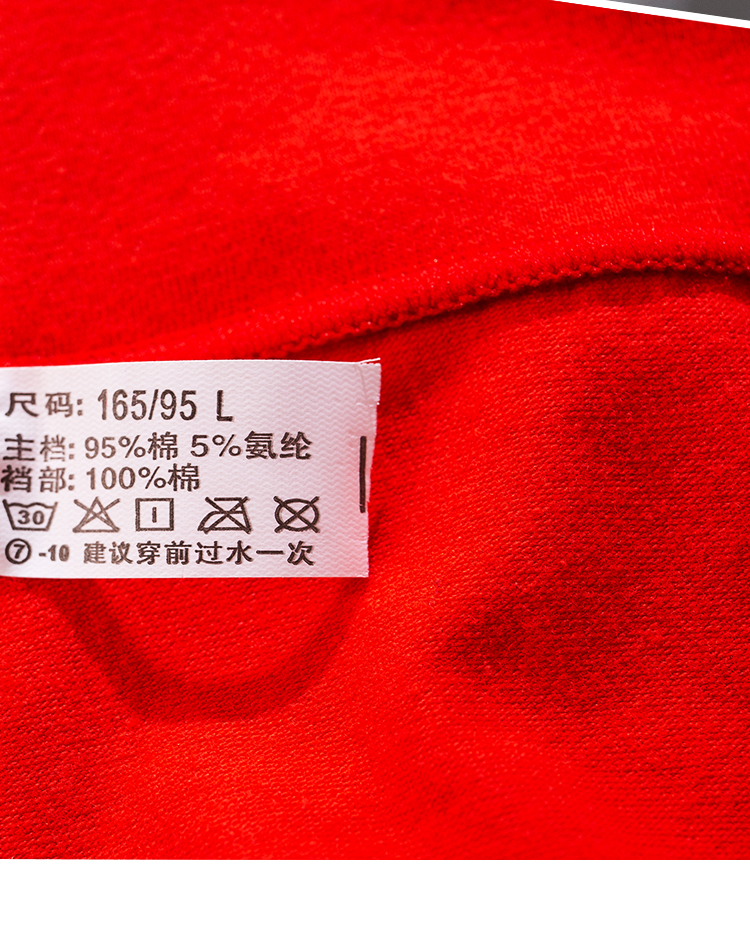 尺码: 165/95 L
主档: 95%棉 5%氨纶
裆部: 100%棉
30
⑦ -10 建议穿前过水一次